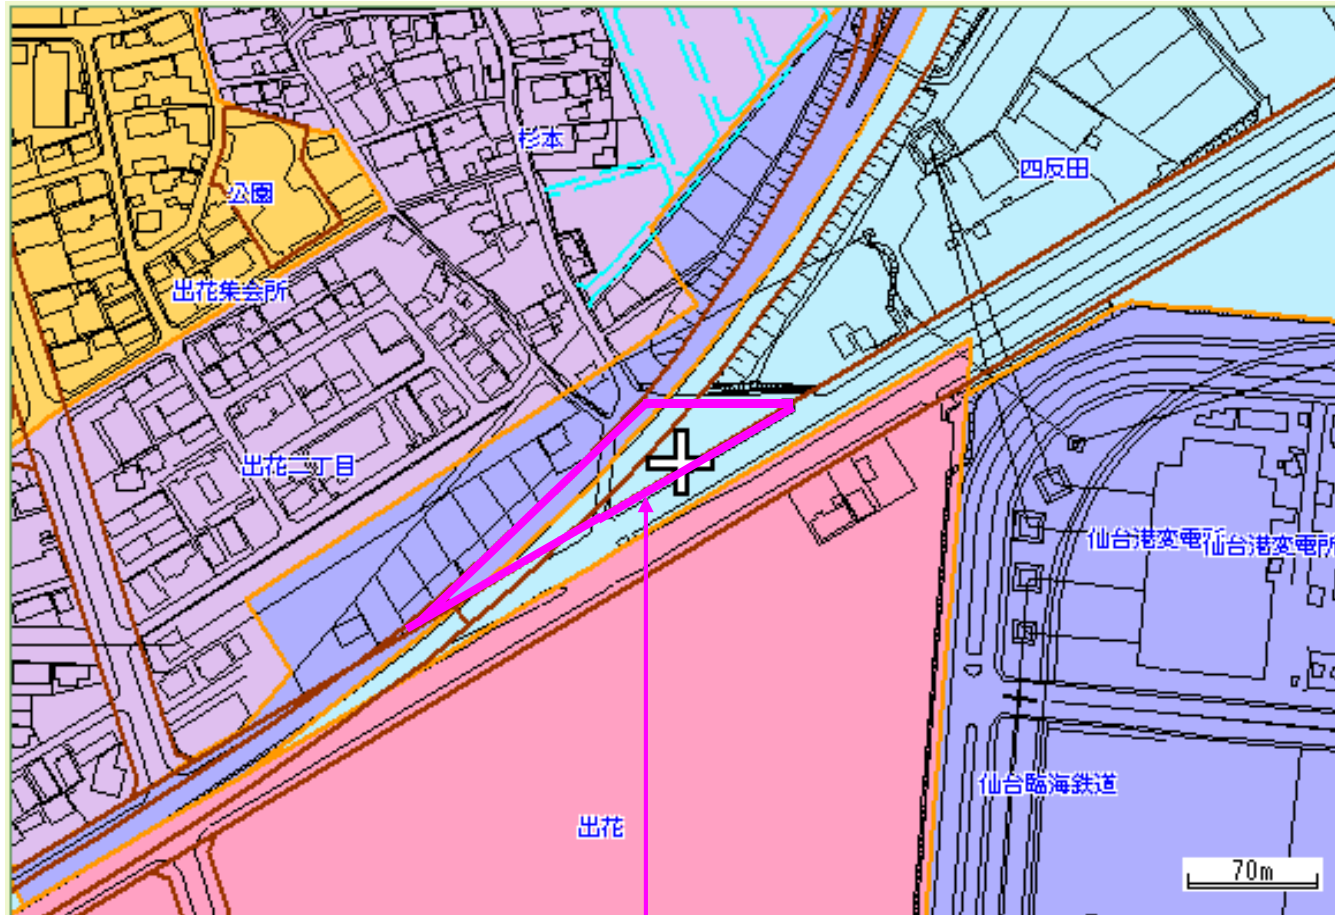 杉本
四反田
公園
出花集会所
出花二丁目
仙台港変電所
仙台港変電所
仙台臨海鉄道
出花
70m